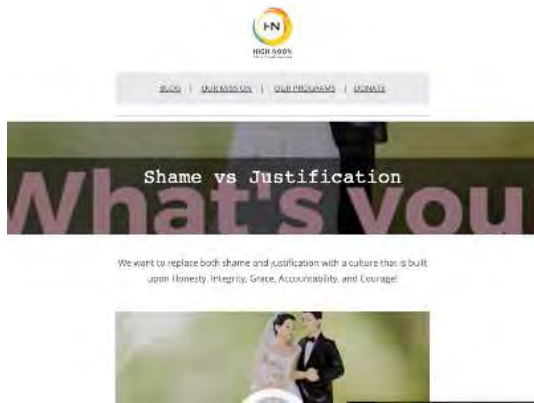 HN
HIGH NOON
BLOG | OUR MISSION | OUR PROGRAMS | DONATE
What's you
Shame vs Justification
We want to replace both shame and justification with a culture that is built
upon Honesty, Integrity, Grace, Accountability, and Courage!